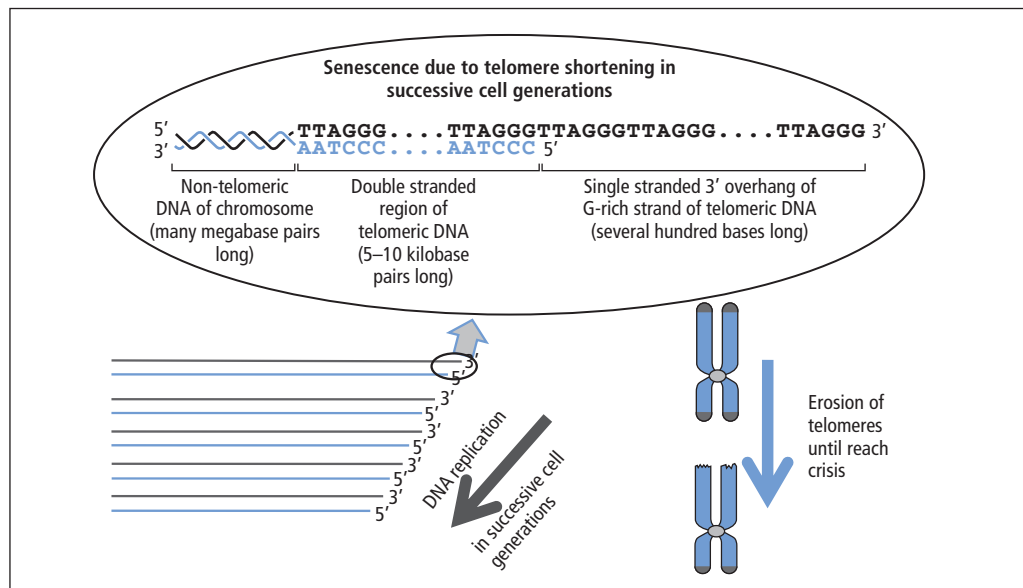 Senescence due to telomere shortening in
successive cell generations
5′ TTAGGG....TTAGGGTTAGGGTTAGGG....TTAGGG 3′
3′ AATCCC....AATCCC 5′
Non-telomeric
DNA of chromosome
(many megabase pairs
long)
Double stranded
region of
telomeric DNA
(5–10 kilobase
pairs long)
Single stranded 3′ overhang of
G-rich strand of telomeric DNA
(several hundred bases long)
3′
5′
3′
5′
3′
5′
3′
5′
3′
5′
DNA replication
in successive cell
generations
Erosion of
telomeres
until reach
crisis